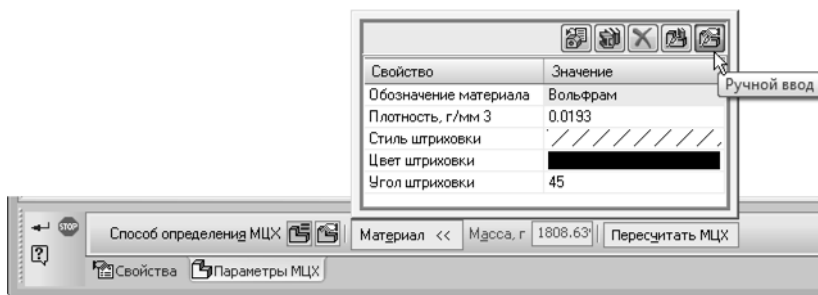 Свойство Значение
Обозначение материала Вольфрам
Плотность, г/мм 3 0.0193
Стиль штриховки
Цвет штриховки
Угол штриховки 45
Ручной ввод
STOP Способ определения МЦХ Материал << Масса, г 1808.63 Пересчитать МЦХ
Свойства Параметры МЦХ